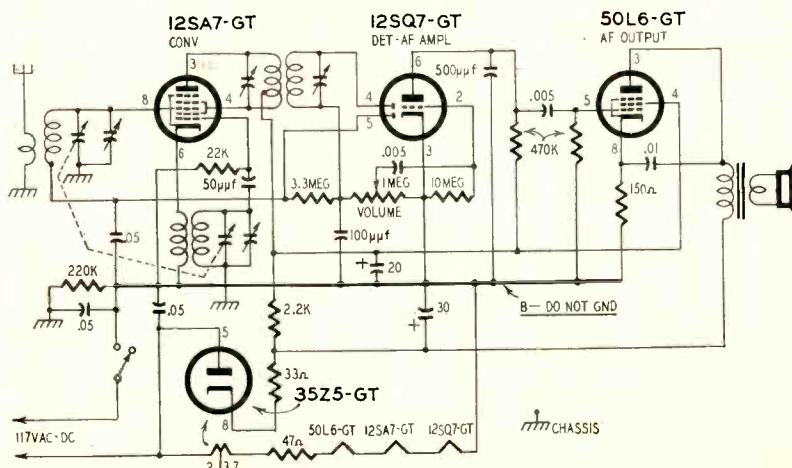 12SA7-GT
CONV
12SQ7-GT
DET-AF AMPL
50L6-GT
AF OUTPUT
3
8
4
6
22K
50μμf
6
4
5
2
3
500μμf
.005
.005
3.3MEG
1MEG
VOLUME
10MEG
100μμf
3
5
4
8
.01
470K
150Ω
.05
220K
.05
.05
+
20
2.2K
+
30
B— DO NOT GND
5
8
33Ω
35Z5-GT
47Ω
50L6-GT
12SA7-GT
12SQ7-GT
117VAC-DC
2
3,7
CHASSIS